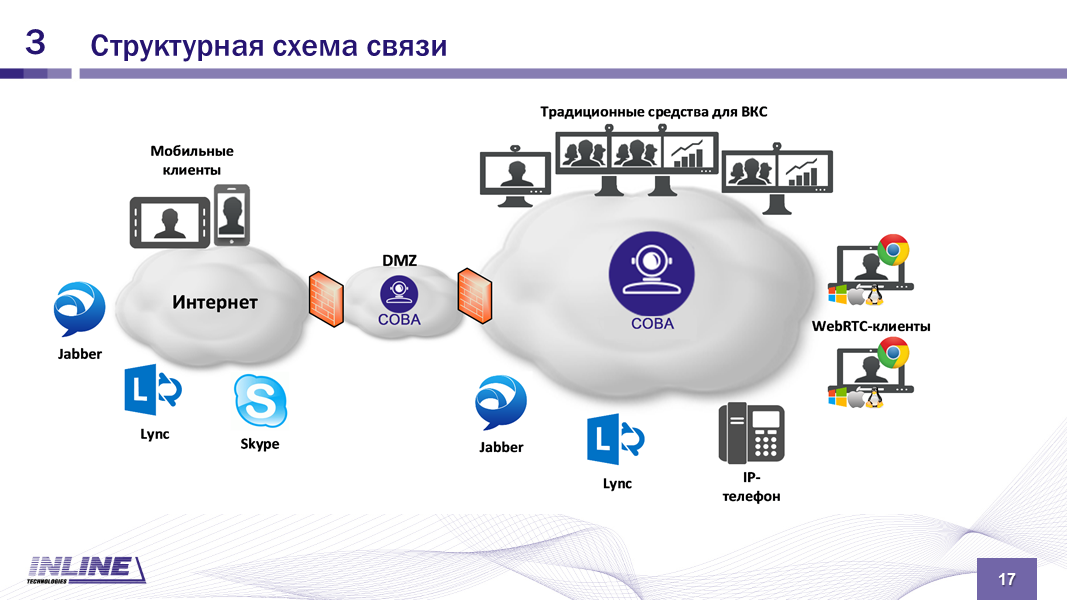 3
Структурная схема связи
Традиционные средства для ВКС
Мобильные
клиенты
DMZ
Интернет
СОВА
СОВА
WebRTC-клиенты
Jabber
Lync
Skype
Jabber
Lync
IP-
телефон
INLINE
TECHNOLOGIES
17